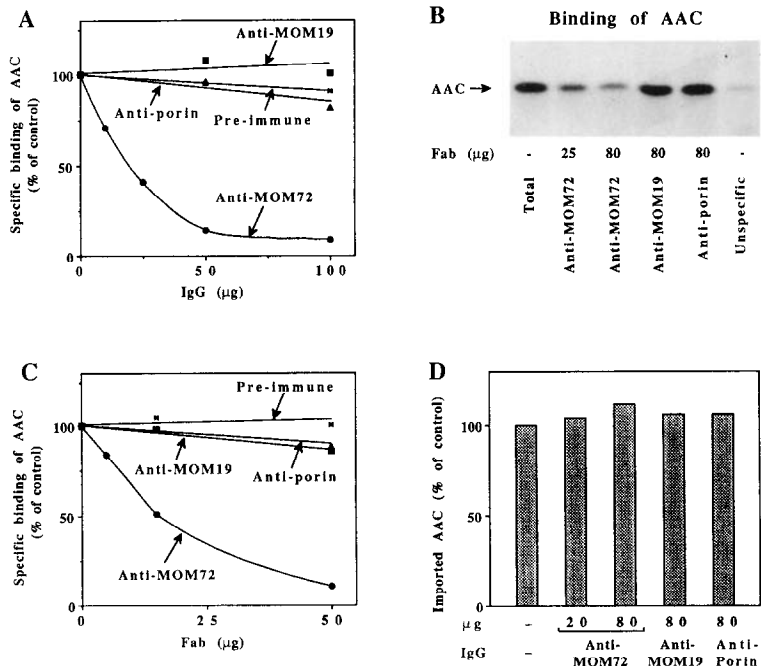 A
Anti-MOM19
100
Anti-porin
Pre-immune
50
Anti-MOM72
0
0
50
100
IgG (μg)
Specific binding of AAC
(% of control)
B
Binding of AAC
AAC
Fab (μg)
-
25
80
80
80
-
Total
Anti-MOM72
Anti-MOM72
Anti-MOM19
Anti-porin
Unspecific
C
Pre-immune
100
Anti-MOM19
Anti-porin
50
Anti-MOM72
0
0
25
50
Fab (μg)
Specific binding of AAC
(% of control)
D
Imported AAC (% of control)
100
50
0
μg
–
20
80
80
80
IgG
–
Anti-
MOM72
Anti-
MOM19
Anti-
Porin